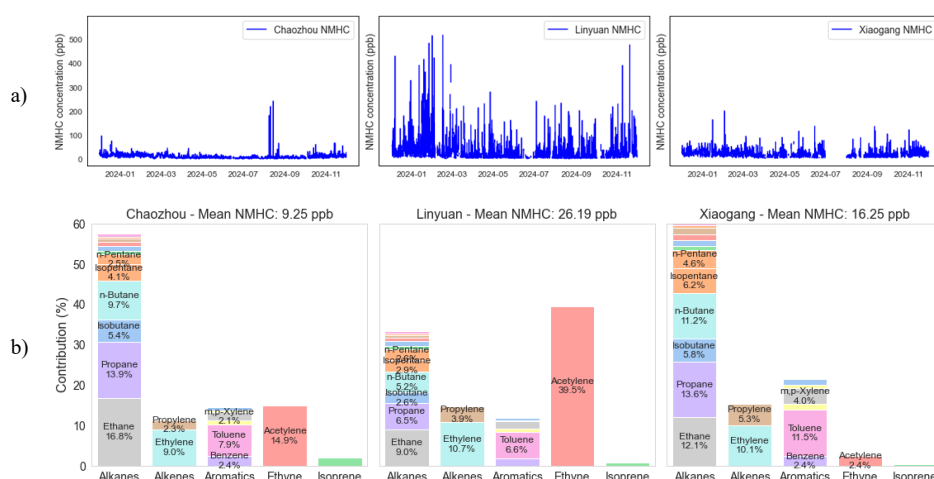 a)
NMHC concentration (ppb)
500
400
300
200
100
0
Chaozhou NMHC
2024-01 2024-03 2024-05 2024-07 2024-09 2024-11
NMHC concentration (ppb)
Linyuan NMHC
2024-01 2024-03 2024-05 2024-07 2024-09 2024-11
NMHC concentration (ppb)
Xiaogang NMHC
2024-01 2024-03 2024-05 2024-07 2024-09 2024-11
b)
Contribution (%)
60
50
40
30
20
10
0
Chaozhou - Mean NMHC: 9.25 ppb
n-Pentane
2.5%
Isopentane
4.1%
n-Butane
9.7%
Isobutane
5.4%
Propane
13.9%
Ethane
16.8%
Propylene
2.3%
Ethylene
9.0%
m,p-Xylene
2.1%
Toluene
7.9%
Benzene
2.4%
Acetylene
14.9%
Alkanes Alkenes Aromatics Ethyne Isoprene
Linyuan - Mean NMHC: 26.19 ppb
n-Pentane
2.6%
Isopentane
2.9%
n-Butane
5.2%
Isobutane
2.6%
Propane
6.5%
Ethane
9.0%
Propylene
3.9%
Ethylene
10.7%
Toluene
6.6%
Acetylene
39.5%
Alkanes Alkenes Aromatics Ethyne Isoprene
Xiaogang - Mean NMHC: 16.25 ppb
n-Pentane
4.6%
Isopentane
6.2%
n-Butane
11.2%
Isobutane
5.8%
Propane
13.6%
Ethane
12.1%
Propylene
5.3%
Ethylene
10.1%
m,p-Xylene
4.0%
Toluene
11.5%
Benzene
2.4%
Acetylene
2.4%
Alkanes Alkenes Aromatics Ethyne Isoprene